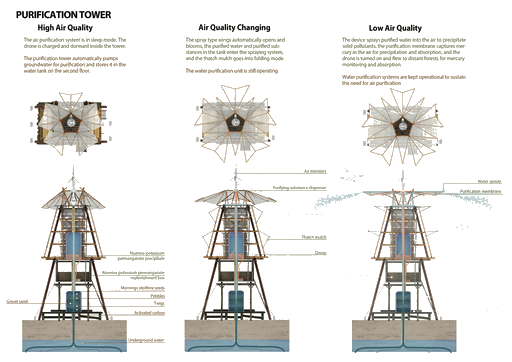 PURIFICATION TOWER
High Air Quality
The air purification system is in sleep mode. The
drone is charged and dormant inside the tower.
The purification tower automatically pumps
groundwater for purification and stores it in the
water tank on the second floor.
Air Quality Changing
The spray type wings automatically opens and
blooms, the purified water and purified sub-
stances in the tank enter the spraying system,
and the thatch mulch goes into folding mode
The water purification unit is still operating
Low Air Quality
The device sprays purified water into the air to precipitate
solid pollutants, the purification membrane captures mer-
cury in the air for precipitation and absorption, and the
drone is turned on and flew to distant forests for mercury
monitoring and absorption
Water purification systems are kept operational to sustain
the need for air purification
Air monitors
Purifying substance dispenser
Thatch mulch
Drone
Water spouts
Purification membrane
Alumina-potassium
permanganate precipitate
Alumina-potassium permanganate
replenishment box
Moringa oleifera seeds
Pebbles
Twigs
Gravel sand
Activated carbon
Underground water